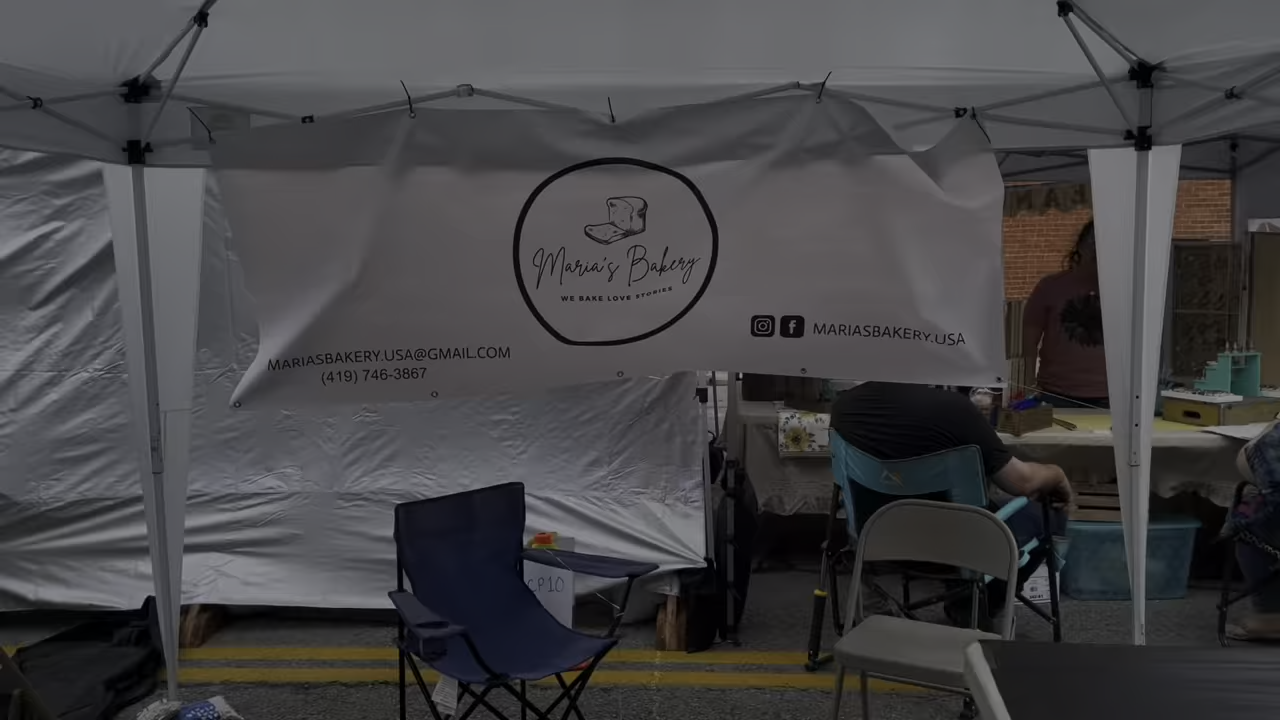 Maria's Bakery
WE BAKE LOVE STORIES
MARIASBAKERY.USA@GMAIL.COM
(419) 746-3867
MARIASBAKERY.USA
CP10